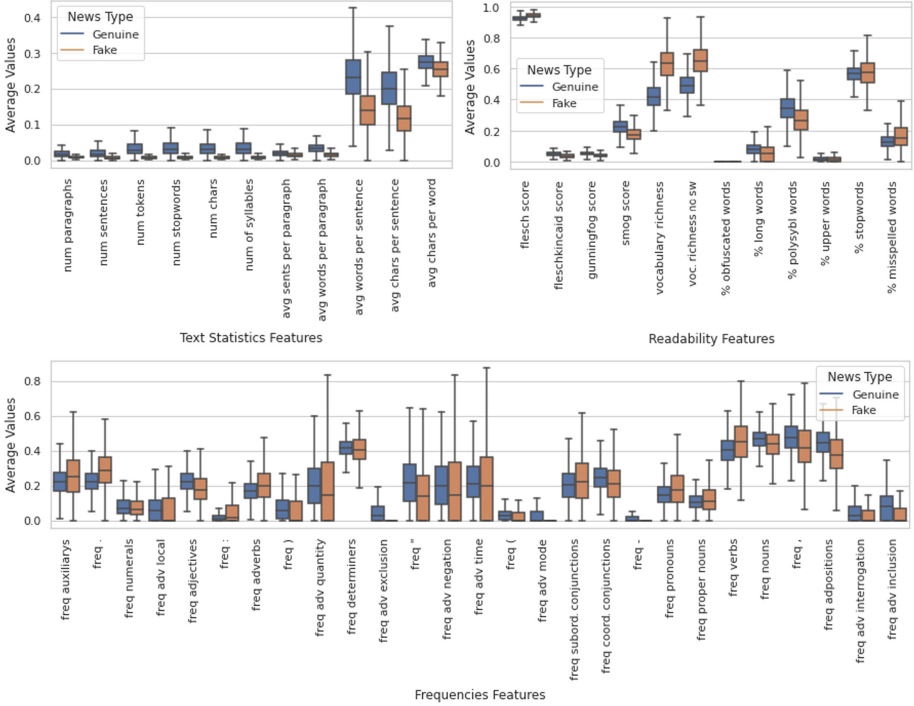 0.4
0.3
0.2
0.1
0.0
Average Values
News Type
Genuine
Fake
num paragraphs
num sentences
num tokens
num stopwords
num chars
num of syllables
avg sents per paragraph
avg words per paragraph
avg words per sentence
avg chars per sentence
avg chars per word
Text Statistics Features
1.0
0.8
0.6
0.4
0.2
0.0
Average Values
News Type
Genuine
Fake
flesch score
fleschkincaid score
gunningfog score
smog score
vocabulary richness
voc. richness no sw
% obfuscated words
% long words
% polysybl words
% upper words
% stopwords
% misspelled words
Readability Features
0.8
0.6
0.4
0.2
0.0
Average Values
News Type
Genuine
Fake
freq auxiliarys
freq .
freq numerals
freq adv local
freq adjectives
freq :
freq adverbs
freq )
freq adv quantity
freq determiners
freq adv exclusion
freq "
freq adv negation
freq adv time
freq (
freq adv mode
freq subord. conjunctions
freq coord. conjunctions
freq -
freq pronouns
freq proper nouns
freq verbs
freq nouns
freq ,
freq adpositions
freq adv interrogation
freq adv inclusion
Frequencies Features